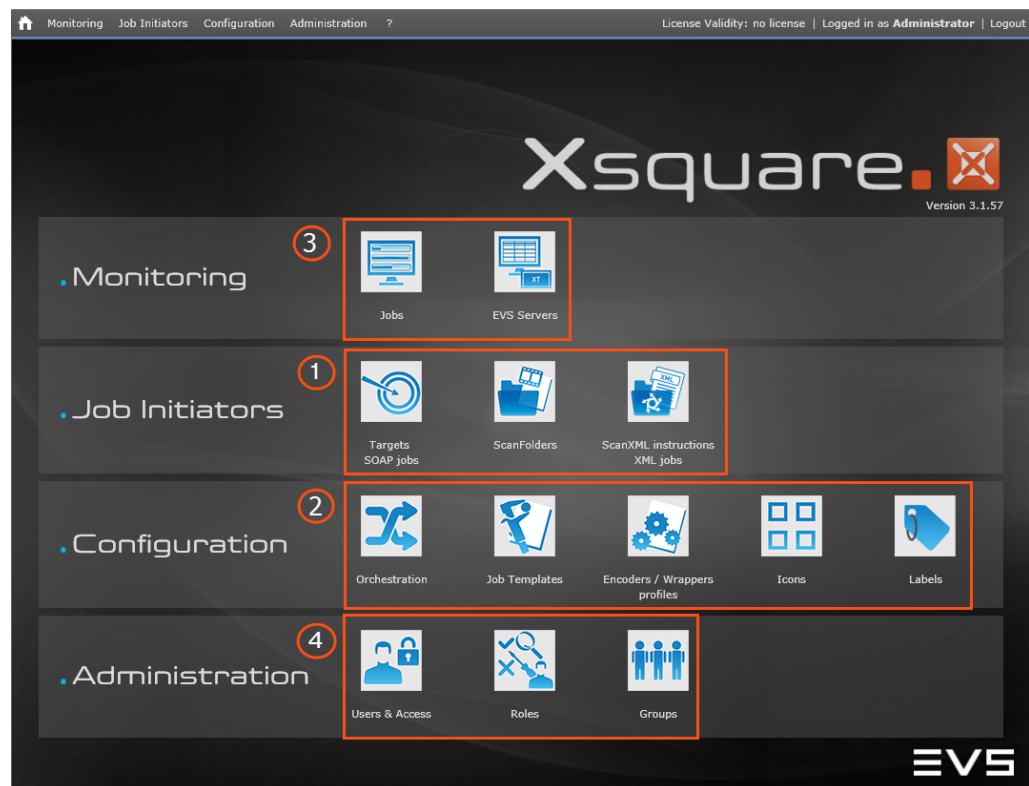 Monitoring Job Initiators Configuration Administration ? License Validity: no license | Logged in as Administrator | Logout
Xsquare.
Version 3.1.57
3
.Monitoring
XT
Jobs EVS Servers
1
.Job Initiators
XML
Targets SOAP jobs
ScanFolders
ScanXML instructions XML jobs
2
.Configuration
Orchestration Job Templates
Encoders / Wrappers profiles
Icons Labels
4
.Administration
Users & Access Roles Groups
EVS